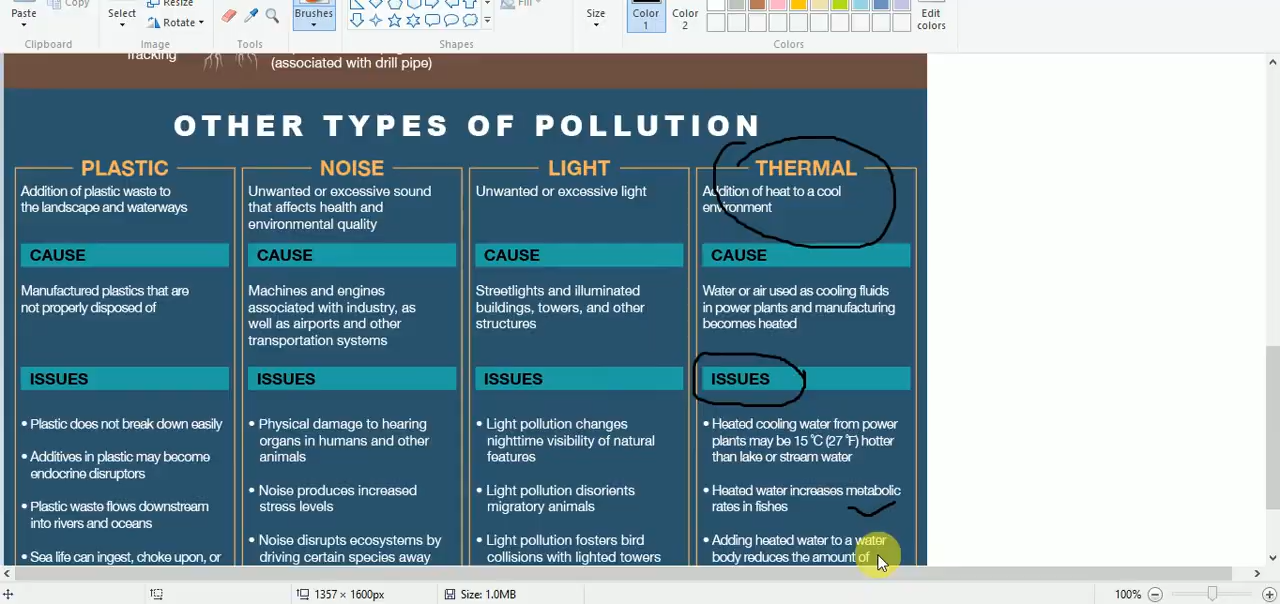 Paste
Copy
Select
Resize
Rotate
Brushes
Fill
Size
Color
1
Color
2
Edit
colors
Clipboard
Image
Tools
Shapes
Colors
fracking
(associated with drill pipe)
OTHER TYPES OF POLLUTION
PLASTIC
Addition of plastic waste to
the landscape and waterways
CAUSE
Manufactured plastics that are
not properly disposed of
ISSUES
• Plastic does not break down easily
• Additives in plastic may become
endocrine disruptors
• Plastic waste flows downstream
into rivers and oceans
• Sea life can ingest, choke upon, or
NOISE
Unwanted or excessive sound
that affects health and
environmental quality
CAUSE
Machines and engines
associated with industry, as
well as airports and other
transportation systems
ISSUES
• Physical damage to hearing
organs in humans and other
animals
• Noise produces increased
stress levels
• Noise disrupts ecosystems by
driving certain species away
LIGHT
Unwanted or excessive light
CAUSE
Streetlights and illuminated
buildings, towers, and other
structures
ISSUES
• Light pollution changes
nighttime visibility of natural
features
• Light pollution disorients
migratory animals
• Light pollution fosters bird
collisions with lighted towers
THERMAL
Addition of heat to a cool
environment
CAUSE
Water or air used as cooling fluids
in power plants and manufacturing
becomes heated
ISSUES
• Heated cooling water from power
plants may be 15 °C (27 °F) hotter
than lake or stream water
• Heated water increases metabolic
rates in fishes
• Adding heated water to a water
body reduces the amount of
1357 × 1600px
Size: 1.0MB
100%